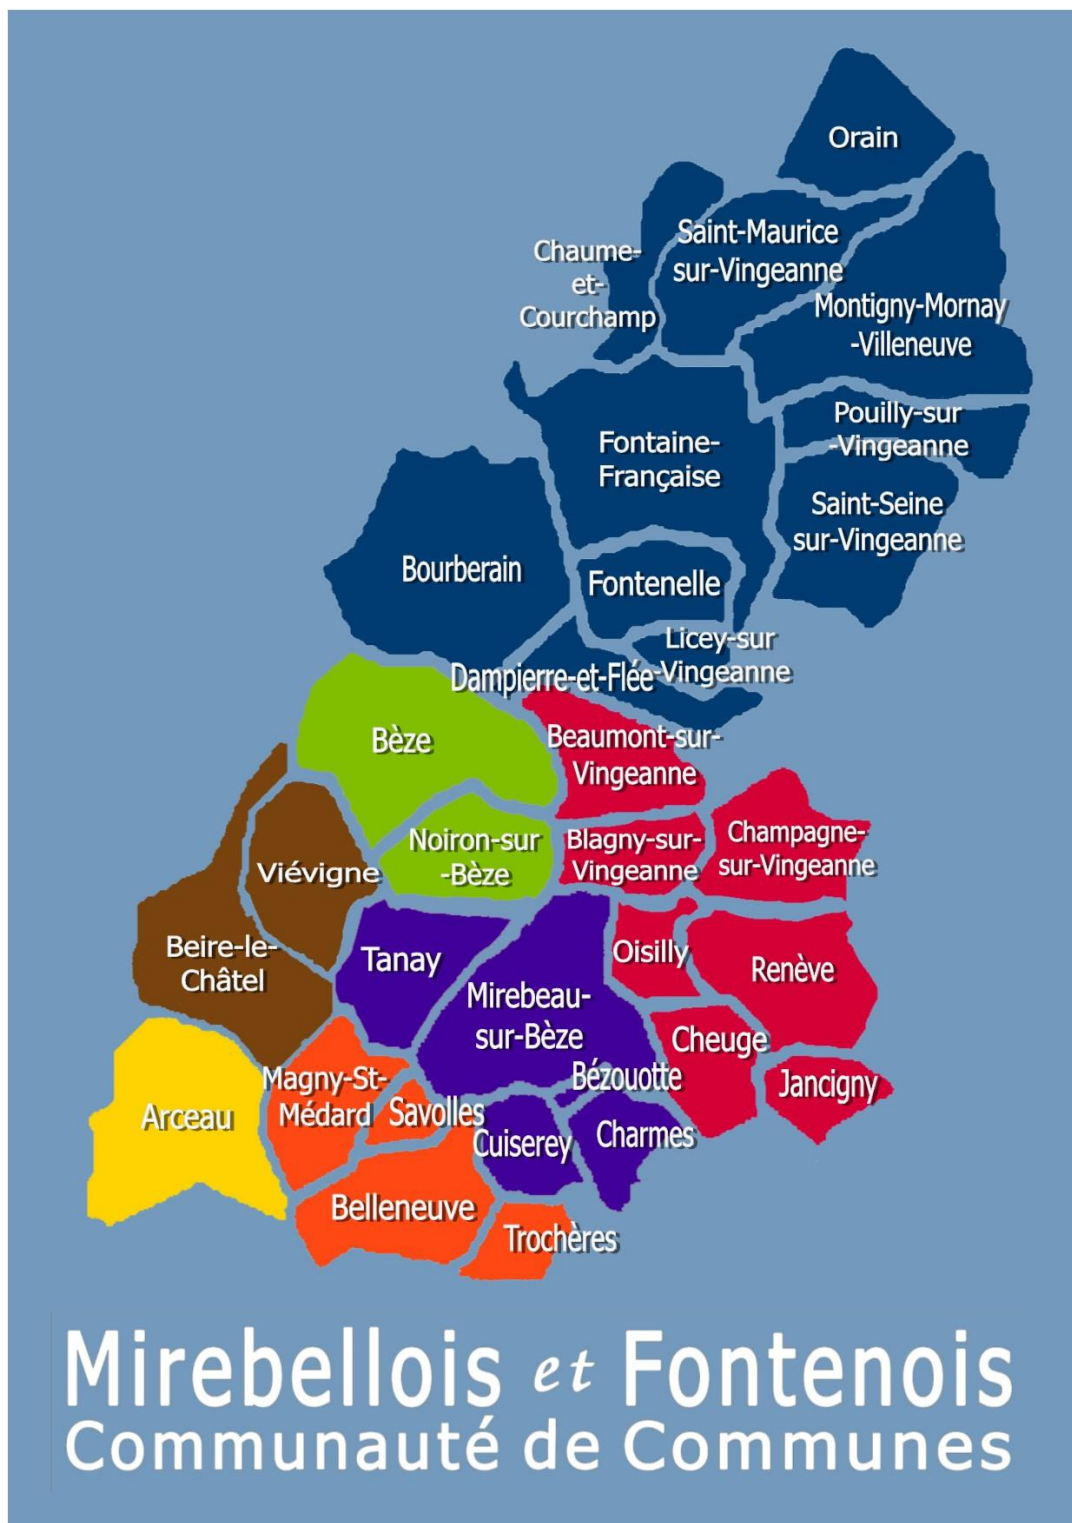 Orain
Saint-Maurice
sur-Vingeanne
Chaume-
et-
Courchamp
Montigny-Mornay
-Villeneuve
Pouilly-sur
-Vingeanne
Fontaine-
Française
Saint-Seine
sur-Vingeanne
Bourberain
Fontenelle
Licey-sur
-Vingeanne
Dampierre-et-Flée
Bèze
Beaumont-sur-
Vingeanne
Noiron-sur
-Bèze
Blagny-sur-
Vingeanne
Champagne-
sur-Vingeanne
Viévigne
Beire-le-
Châtel
Tanay
Oisilly
Renève
Mirebeau-
sur-Bèze
Cheuge
Bézouotte
Jancigny
Magny-St-
Médard
Savolles
Arceau
Cuiserey
Charmes
Belleneuve
Trochères
Mirebellois et Fontenois
Communauté de Communes